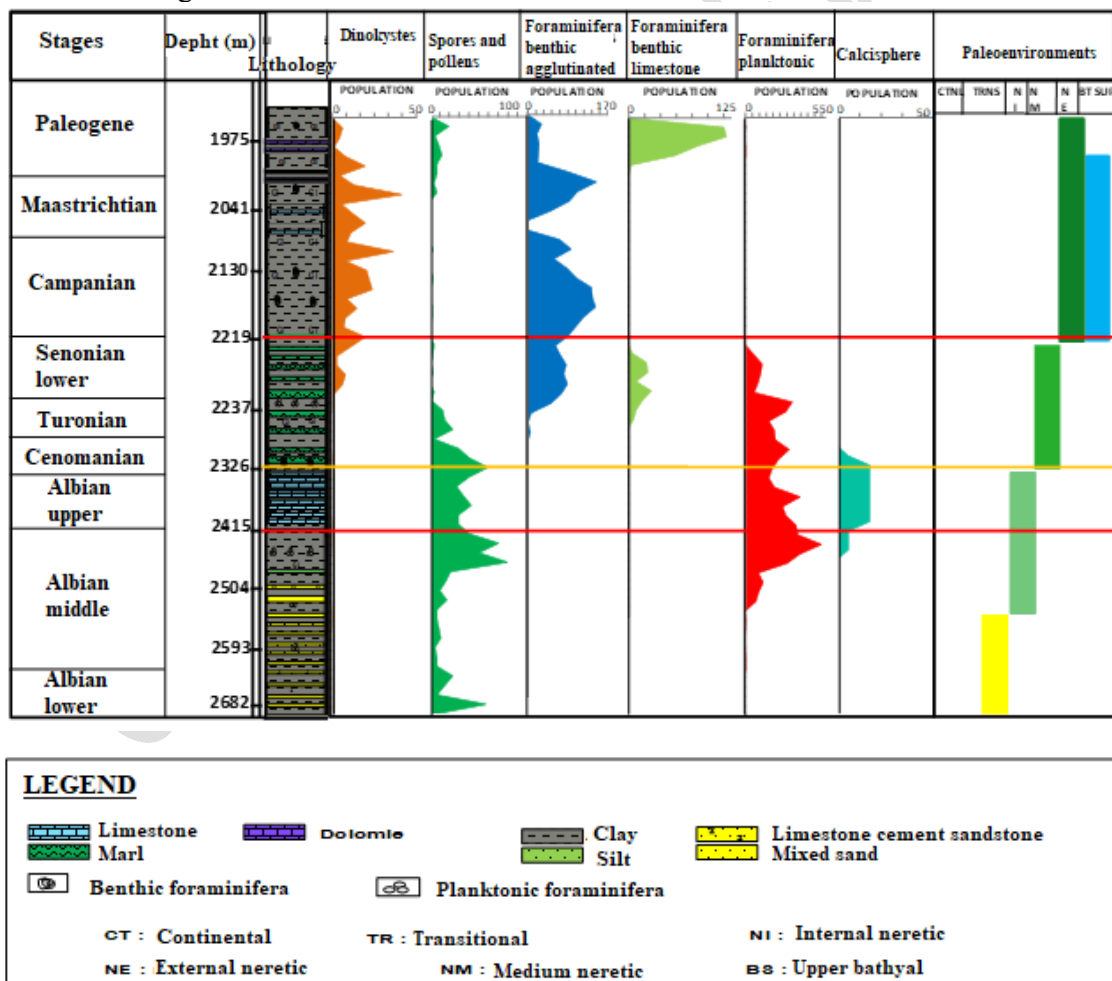 Stages
Depht (m)
Lithology
Dinokystes
Spores and
pollens
Foraminifera
benthic
agglutinated
Foraminifera
benthic
limestone
Foraminifera
planktonic
Calcisphere
Paleoenvironments
POPULATION
0 50
POPULATION
0 100
POPULATION
0 170
POPULATION
0 125
POPULATION
0 550
POPULATION
0 50
CTNL
TRNS
N
I
N
M
N
E
BT SUP
Paleogene
1975
Maastrichtian
2041
Campanian
2130
2219
Senonian
lower
2237
Turonian
Cenomanian
2326
Albian
upper
2415
Albian
middle
2504
2593
Albian
lower
2682
LEGEND
Limestone
Dolomie
Clay
Limestone cement sandstone
Marl
Silt
Mixed sand
Benthic foraminifera
Planktonic foraminifera
CT : Continental
TR : Transitional
NI : Internal neretic
NE : External neretic
NM : Medium neretic
BS : Upper bathyal